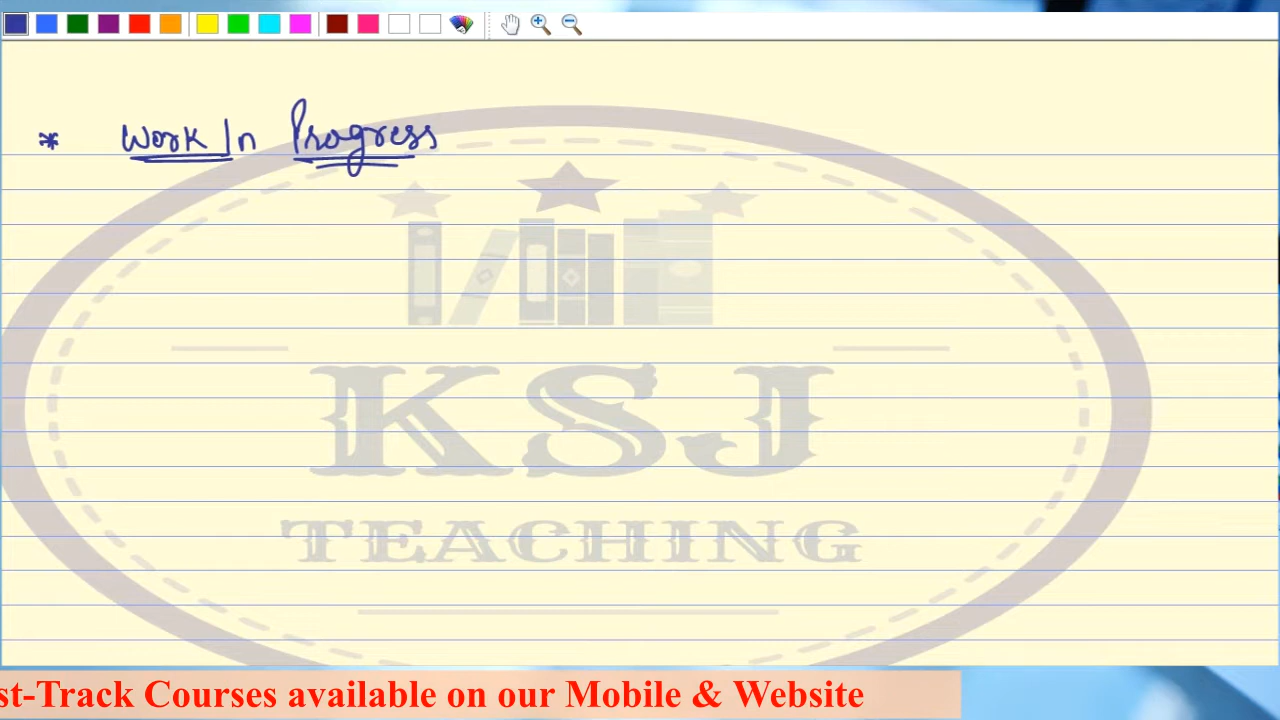 * Work In Progress
KSJ
TEACHING
st-Track Courses available on our Mobile & Website